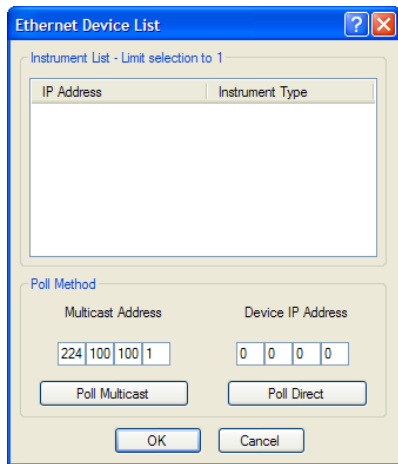 Ethernet Device List
Instrument List - Limit selection to 1
IP Address Instrument Type
Poll Method
Multicast Address Device IP Address
224 100 100 1 0 0 0 0
Poll Multicast Poll Direct
OK Cancel